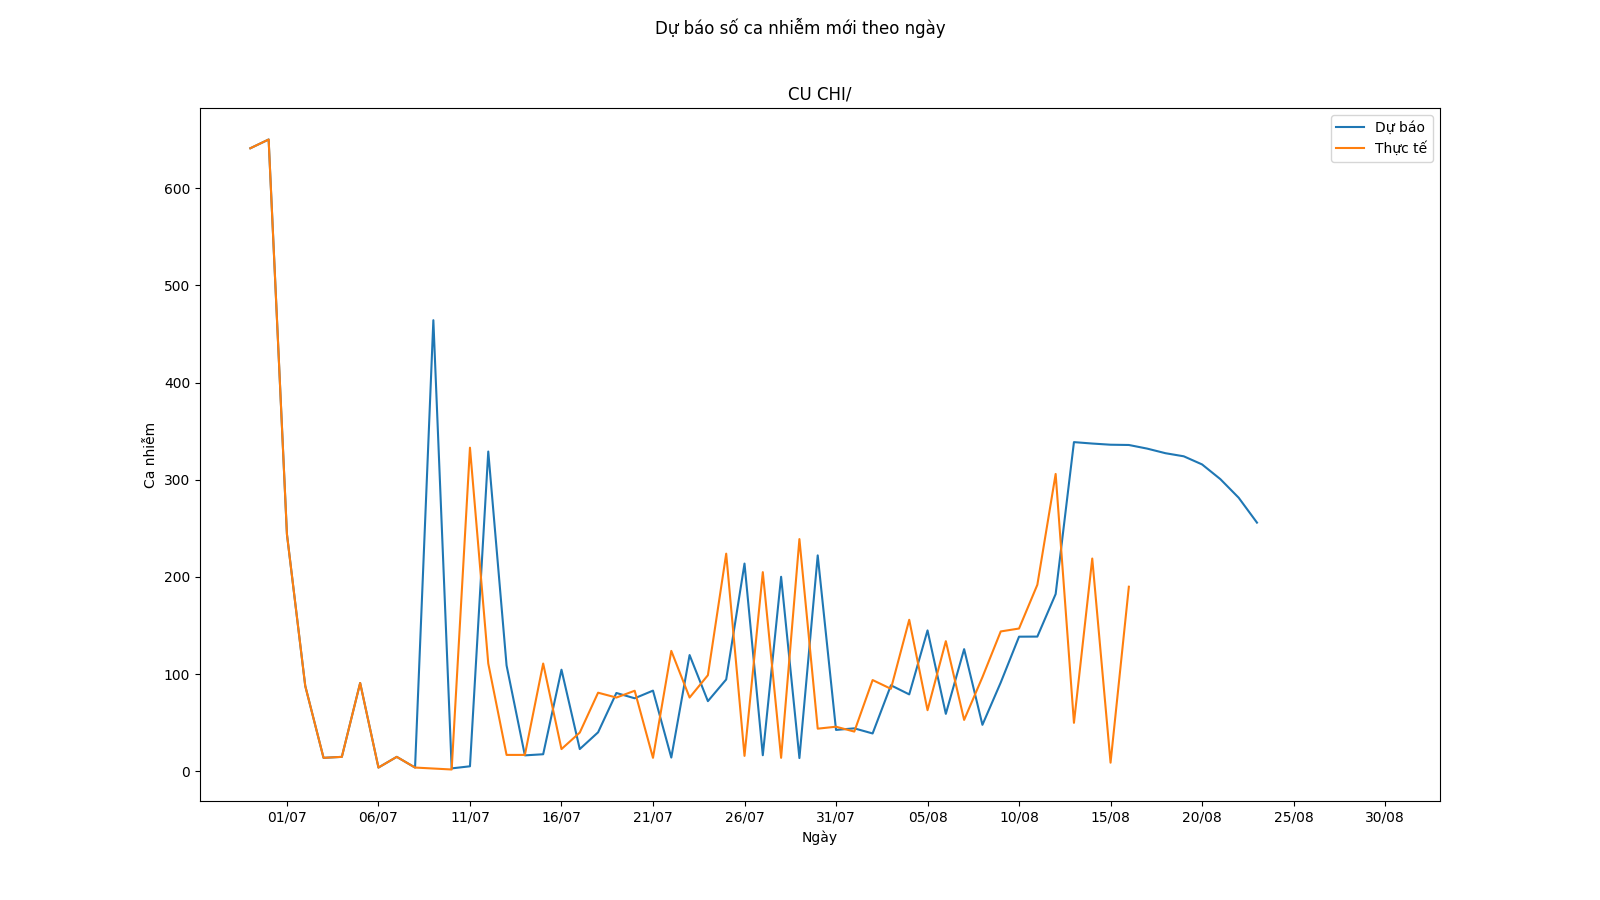 Dự báo số ca nhiễm mới theo ngày
CU CHI/
Dự báo
Thực tế
600
500
400
300
200
100
0
Ca nhiễm
01/07 06/07 11/07 16/07 21/07 26/07 31/07 05/08 10/08 15/08 20/08 25/08 30/08
Ngày